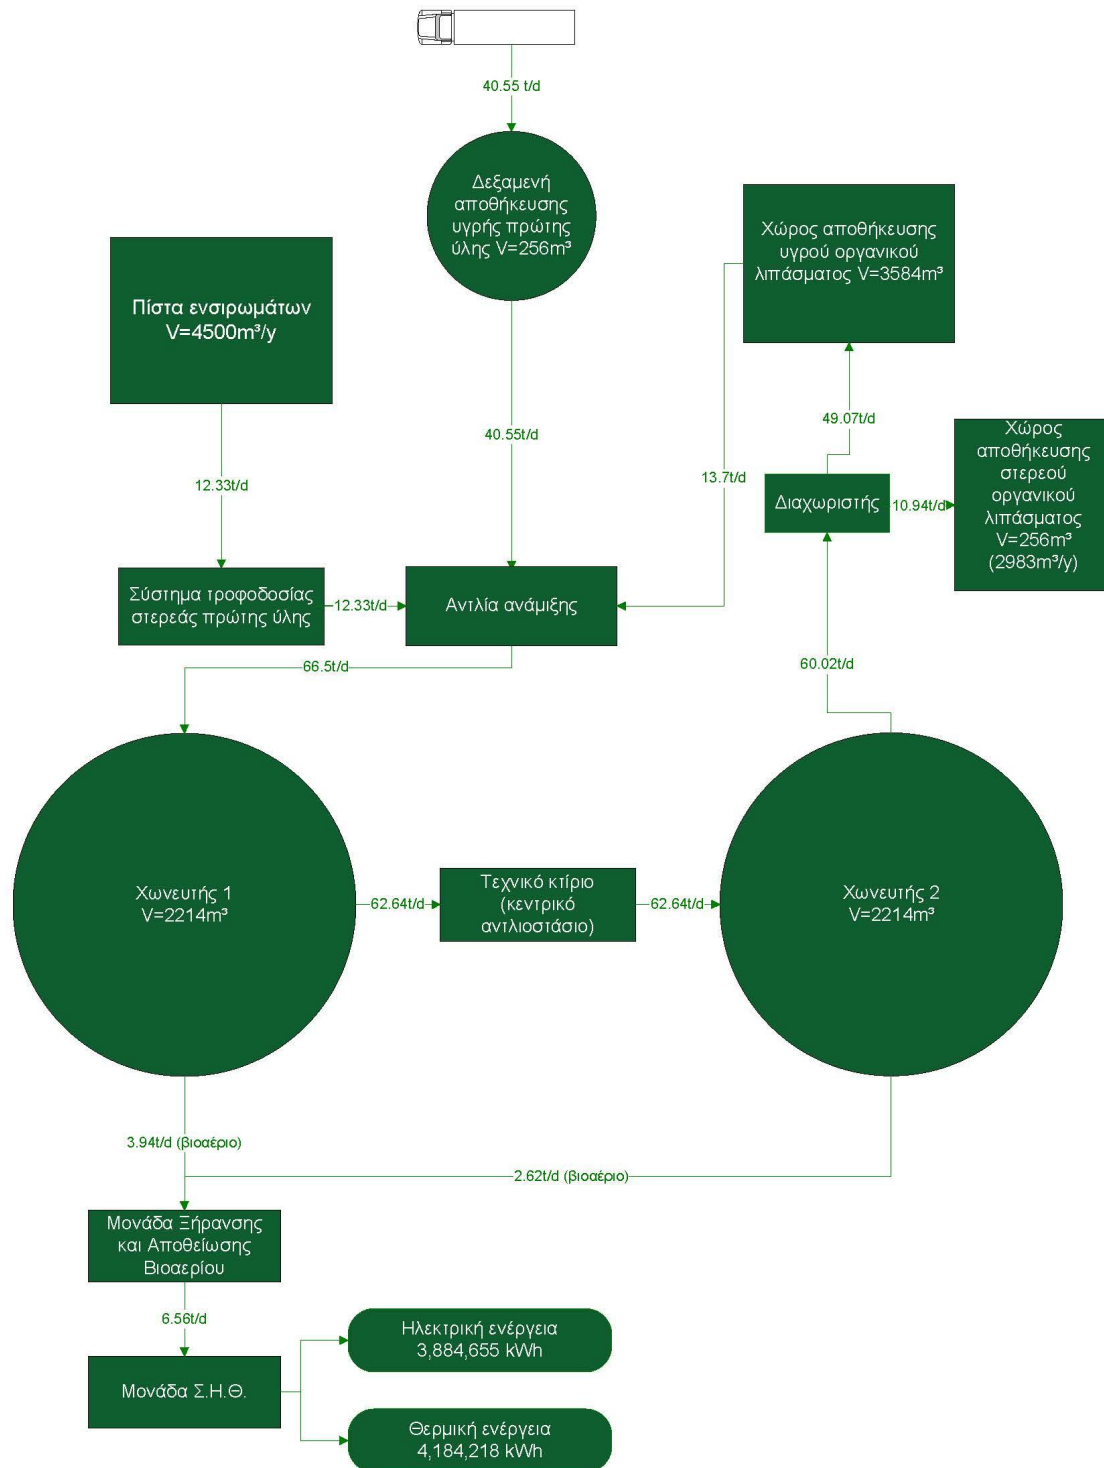 40.55 t/d
Δεξαμενή
αποθήκευσης
υγρής πρώτης
ύλης V=256m³
Χώρος αποθήκευσης
υγρού οργανικού
λιπάσματος V=3584m³
Πίστα ενσιρωμάτων
V=4500m³/y
49.07t/d
Χώρος
αποθήκευσης
στερεού
οργανικού
λιπάσματος
V=256m³
(2983m³/y)
40.55t/d
13.7t/d
12.33t/d
Διαχωριστής
10.94t/d
Σύστημα τροφοδοσίας
στερεάς πρώτης ύλης
12.33t/d
Αντλία ανάμιξης
66.5t/d
60.02t/d
Χωνευτής 1
V=2214m³
62.64t/d
Τεχνικό κτίριο
(κεντρικό
αντλιοστάσιο)
62.64t/d
Χωνευτής 2
V=2214m³
3.94t/d (βιοαέριο)
2.62t/d (βιοαέριο)
Μονάδα Ξήρανσης
και Αποθείωσης
Βιοαερίου
6.56t/d
Μονάδα Σ.Η.Θ.
Ηλεκτρική ενέργεια
3,884,655 kWh
Θερμική ενέργεια
4,184,218 kWh